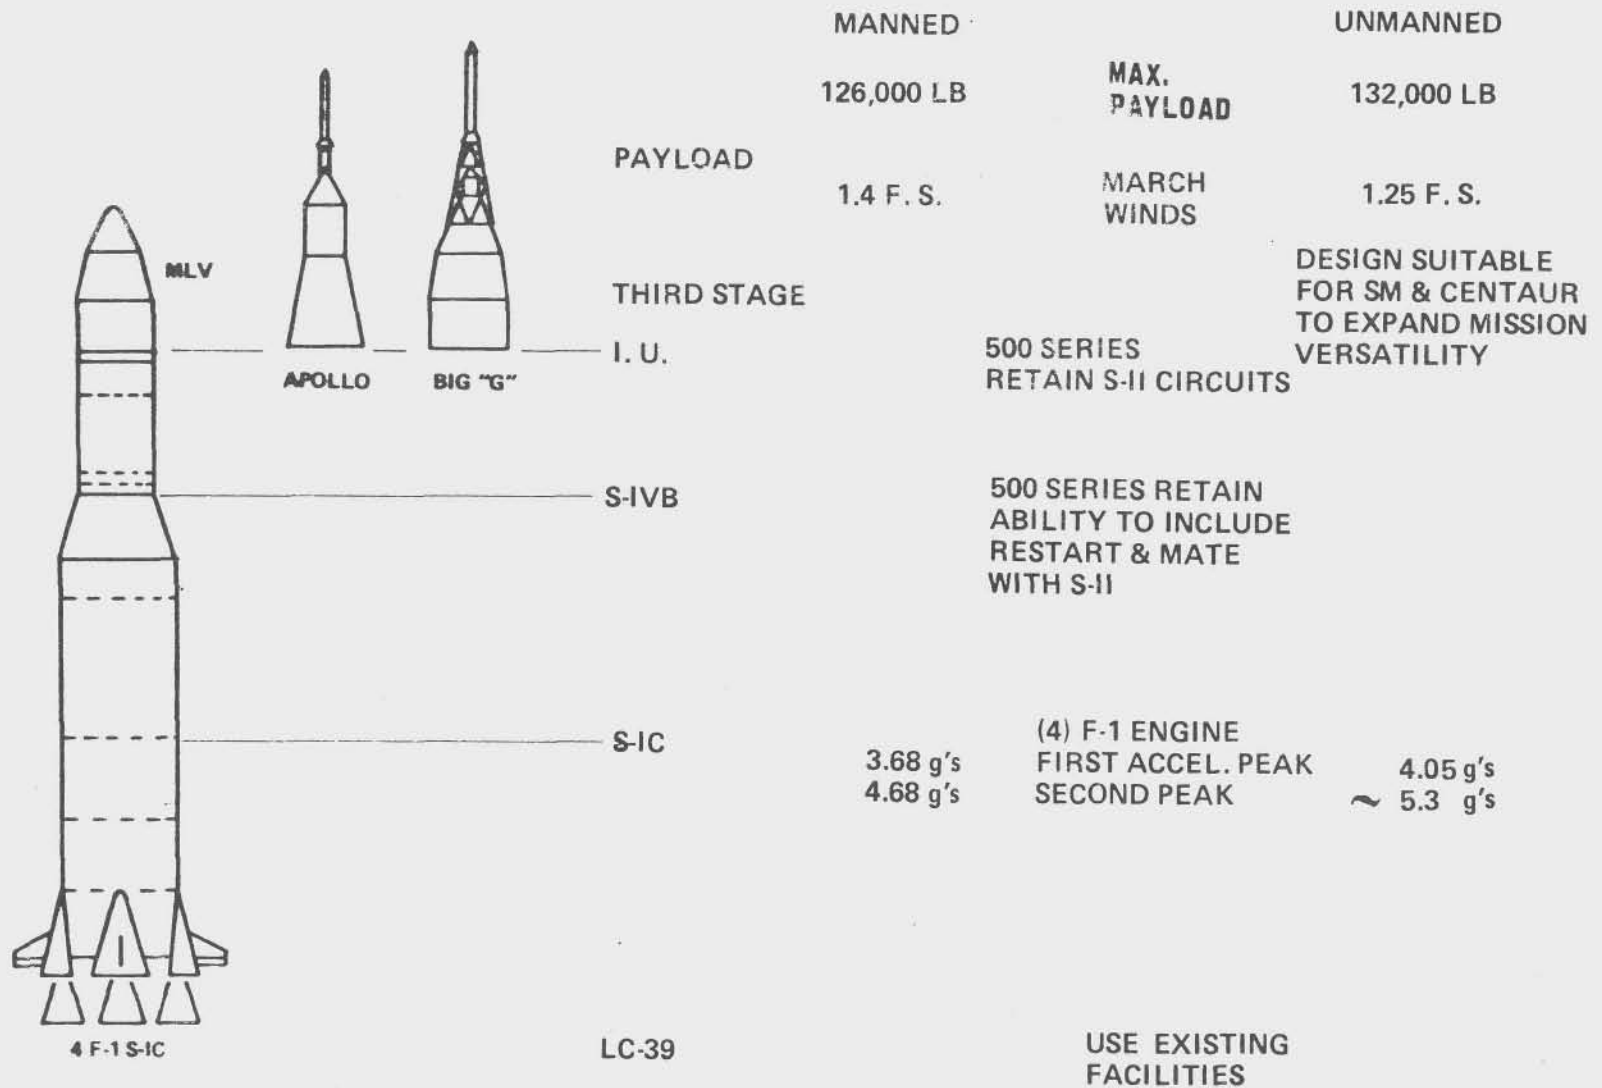 MANNED UNMANNED
126,000 LB MAX. PAYLOAD 132,000 LB
PAYLOAD
1.4 F. S. MARCH WINDS 1.25 F. S.
MLV
THIRD STAGE
DESIGN SUITABLE
FOR SM & CENTAUR
TO EXPAND MISSION
VERSATILITY
I. U.
500 SERIES
RETAIN S-II CIRCUITS
APOLLO BIG "G"
S-IVB
500 SERIES RETAIN
ABILITY TO INCLUDE
RESTART & MATE
WITH S-II
S-IC
(4) F-1 ENGINE
3.68 g's FIRST ACCEL. PEAK 4.05 g's
4.68 g's SECOND PEAK ~ 5.3 g's
4 F-1 S-IC
LC-39
USE EXISTING
FACILITIES